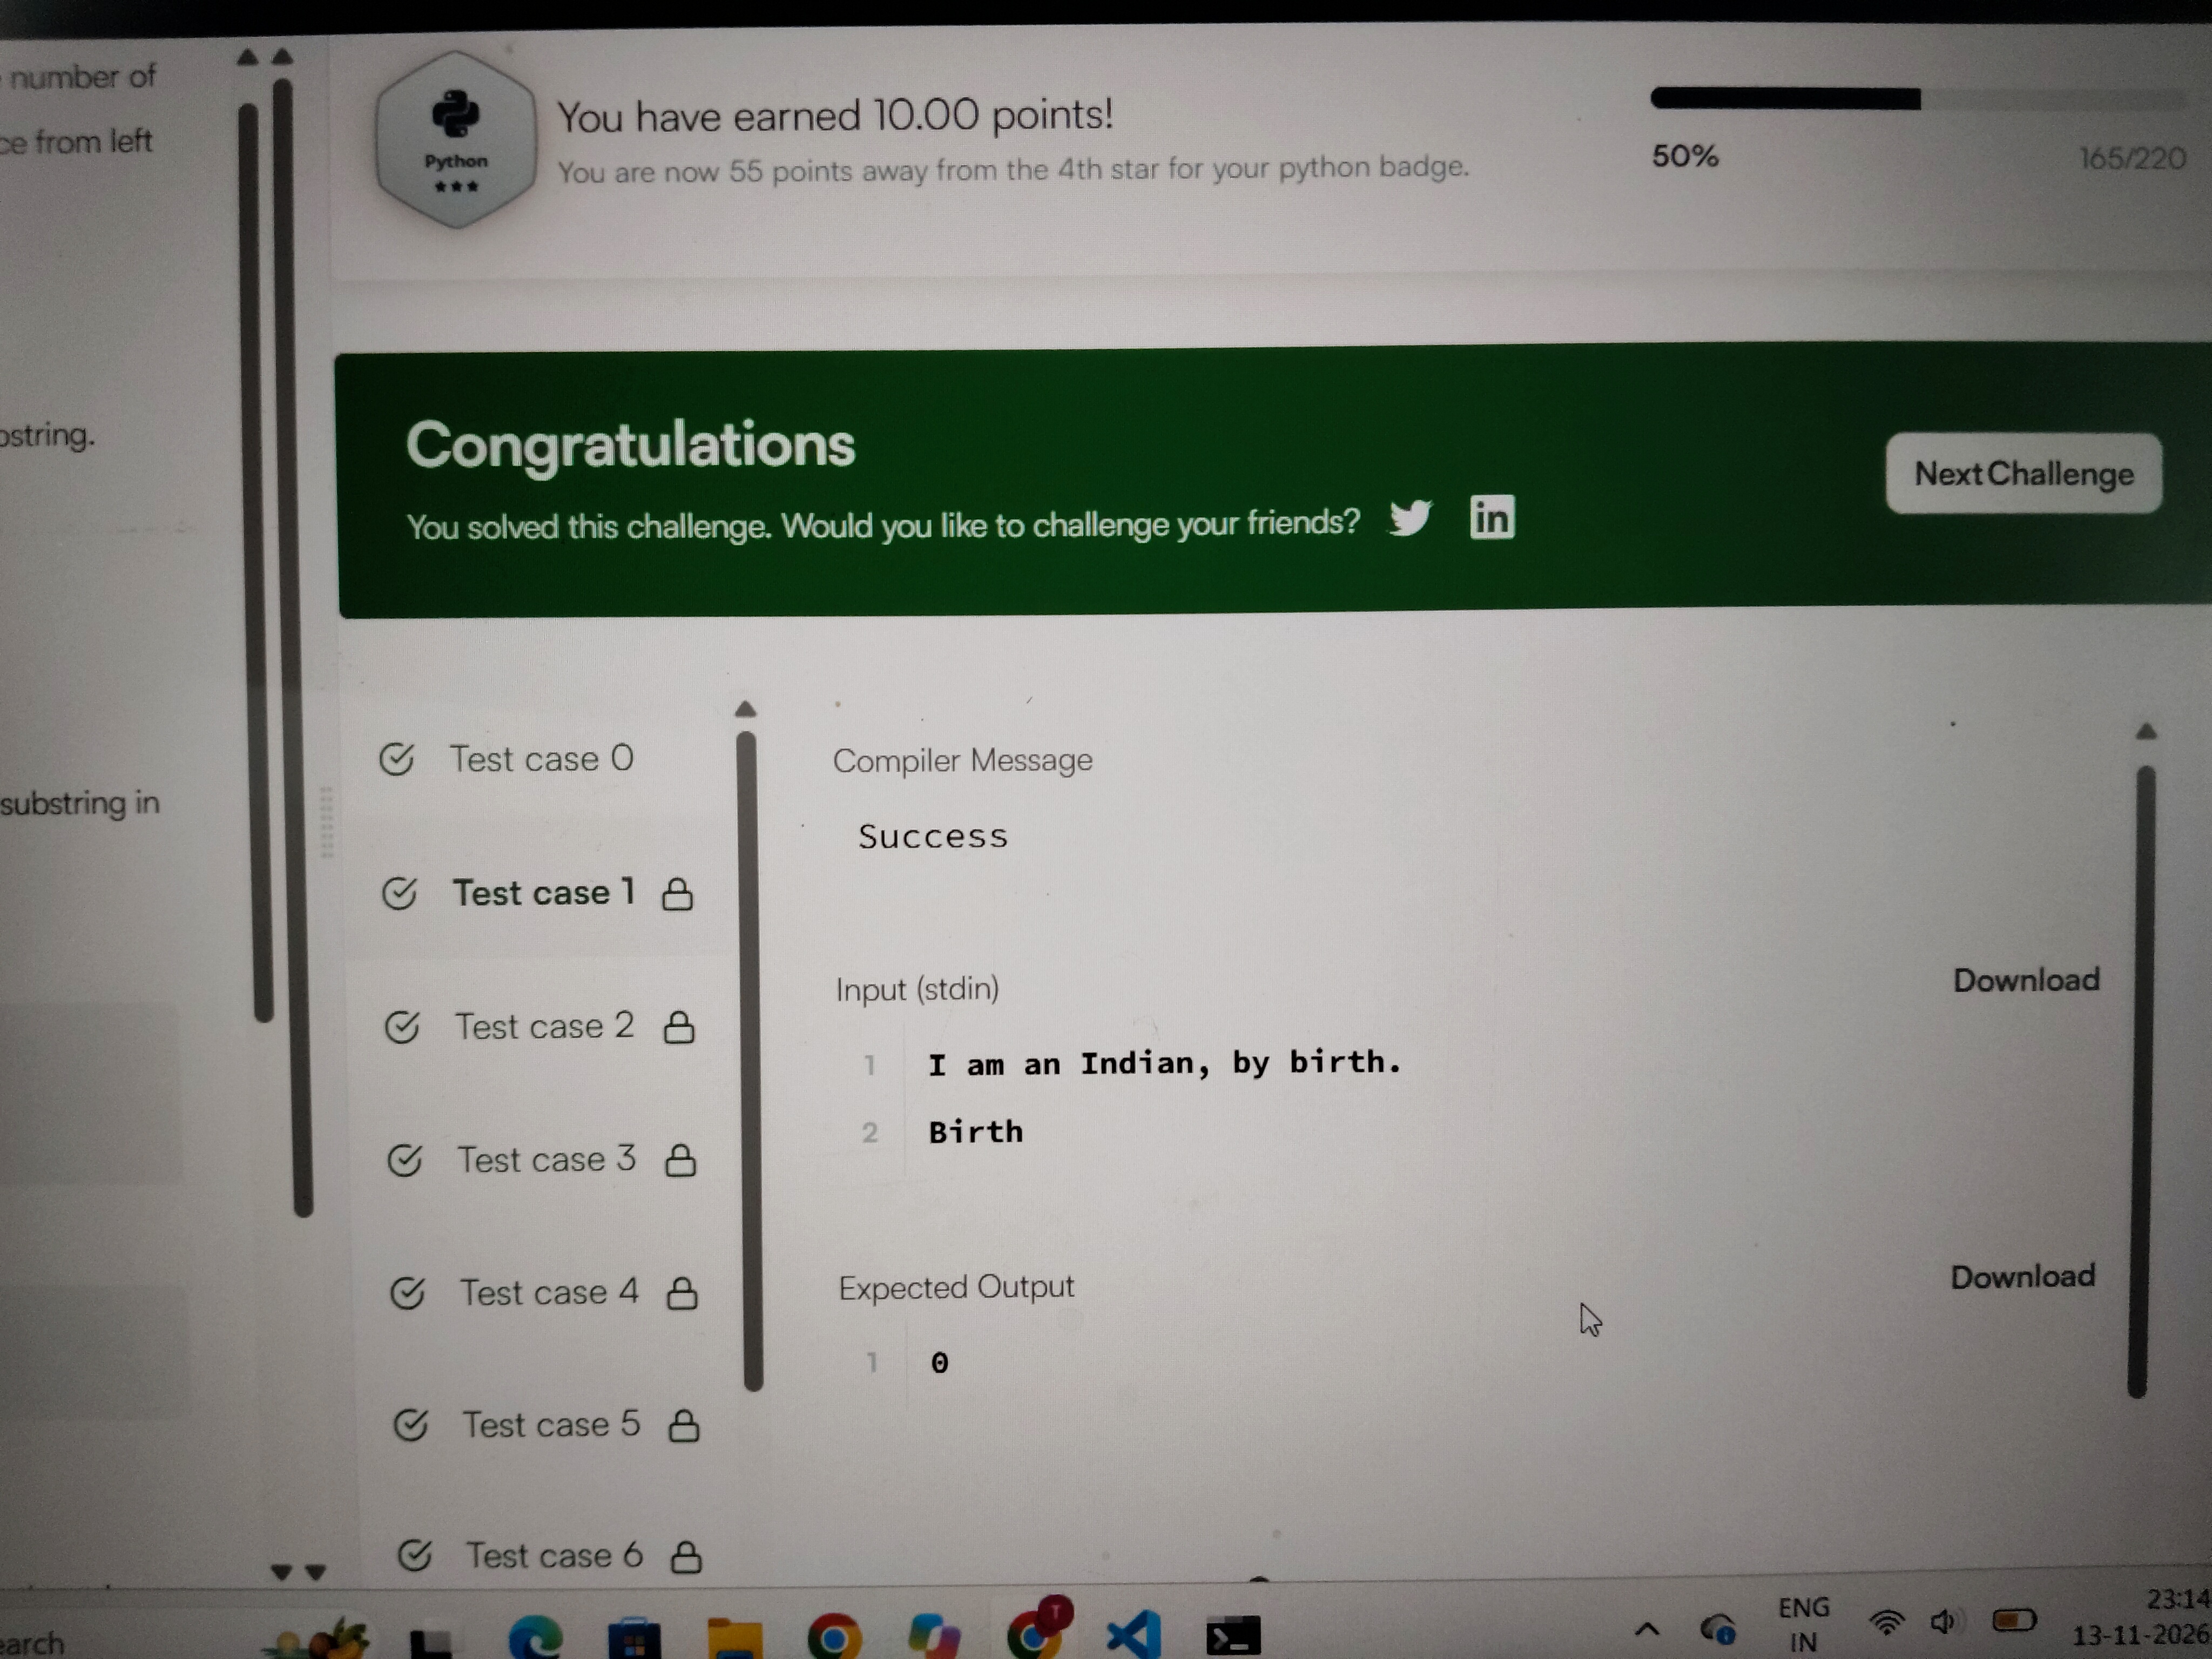 number of
from left
substring in
Python
You have earned 10.00 points!
You are now 55 points away from the 4th star for your python badge.
50%
165/220
Congratulations
You solved this challenge. Would you like to challenge your friends?
in
Next Challenge
Test case 0
Test case 1
Test case 2
Test case 3
Test case 4
Test case 5
Test case 6
Compiler Message
Success
Input (stdin)
Download
1 I am an Indian, by birth.
2 Birth
Expected Output
Download
1 0
T
ENG
IN
23:14
13-11-2026